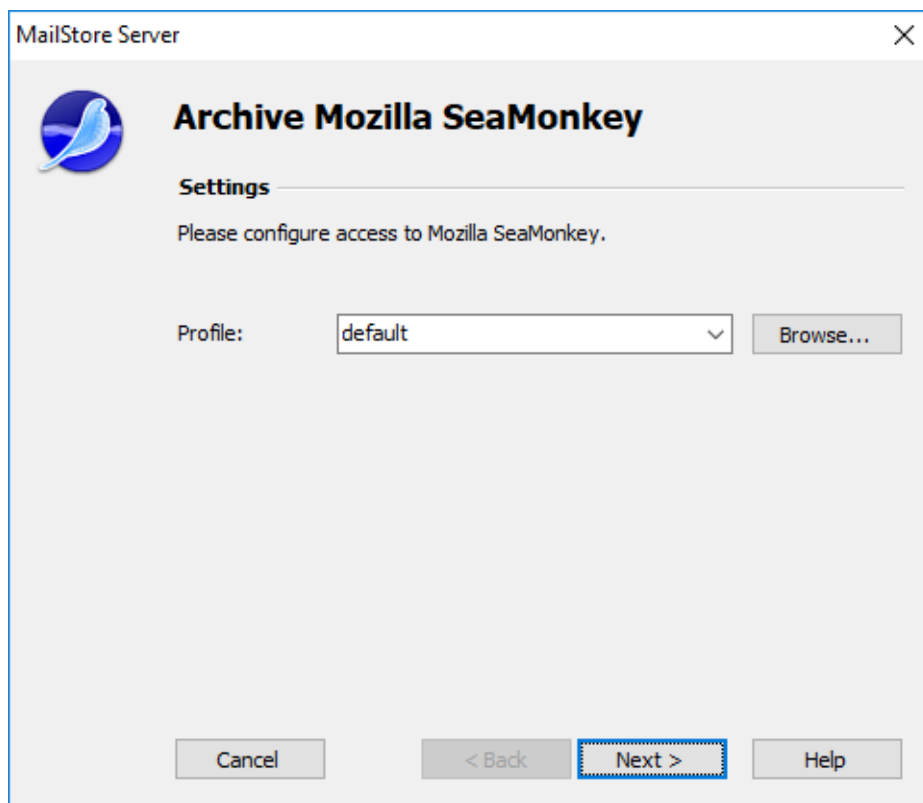 MailStore Server
Archive Mozilla SeaMonkey
Settings
Please configure access to Mozilla SeaMonkey.
Profile: default Browse...
Cancel < Back Next > Help